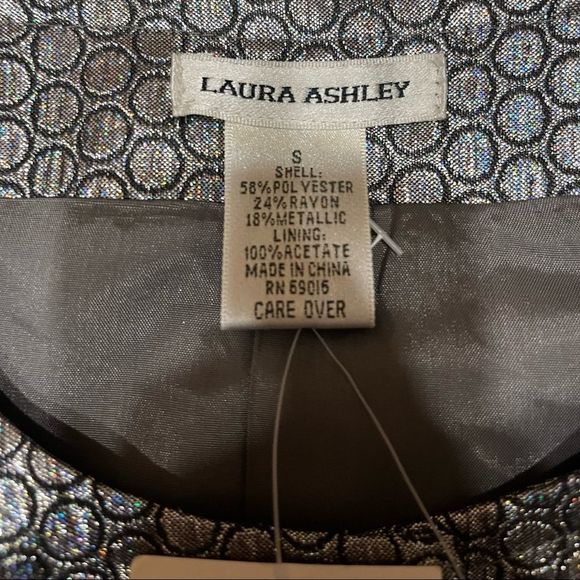 LAURA ASHLEY
S
SHELL:
58%POLYESTER
24%RAYON
18%METALLIC
LINING:
100%ACETATE
MADE IN CHINA
RN 69016
CARE OVER